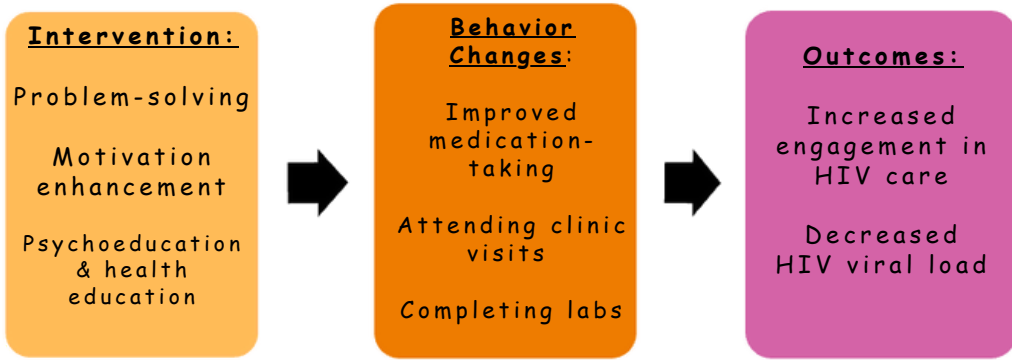 Intervention:
Problem-solving
Motivation
enhancement
Psychoeducation
& health
education
Behavior
Changes:
Improved
medication-
taking
Attending clinic
visits
Completing labs
Outcomes:
Increased
engagement in
HIV care
Decreased
HIV viral load